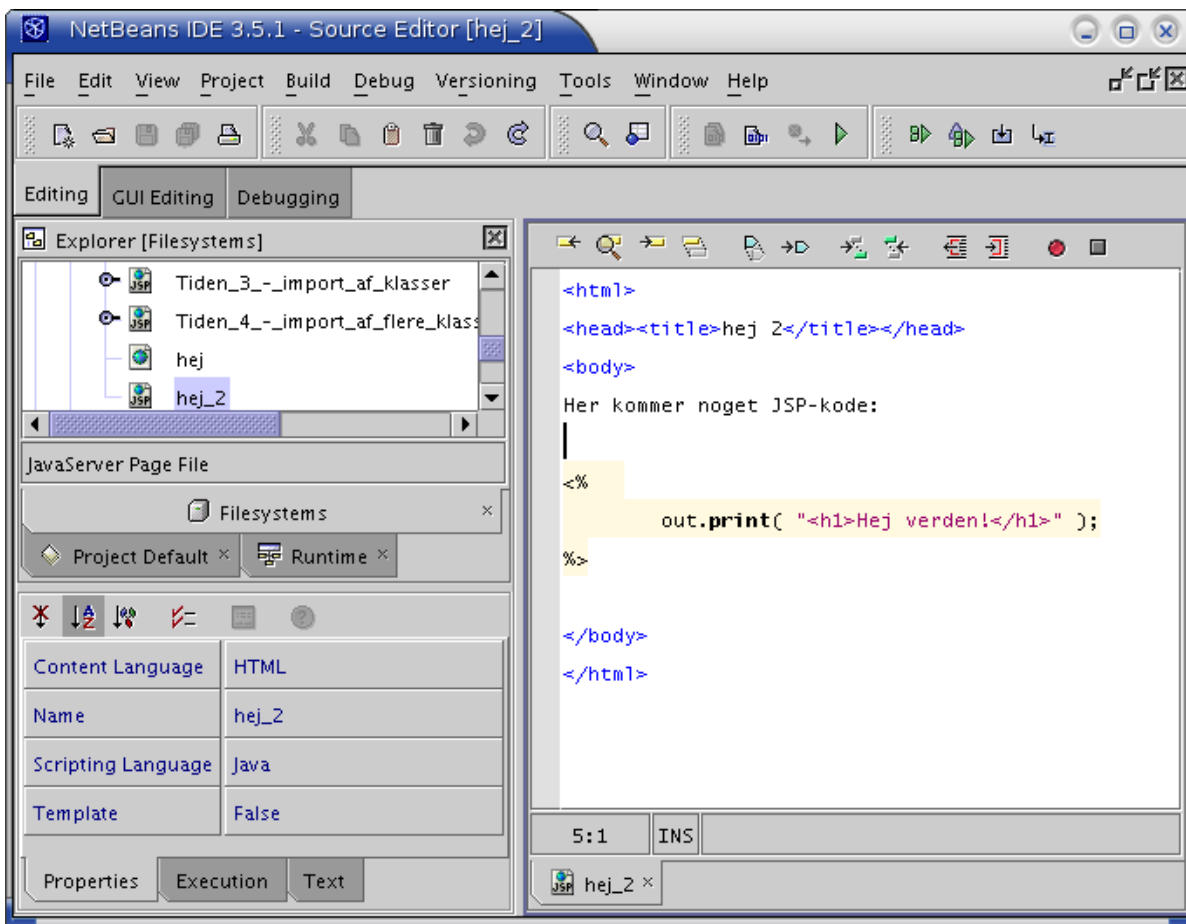 NetBeans IDE 3.5.1 - Source Editor [hej_2]
File Edit View Project Build Debug Versioning Tools Window Help
Editing GUI Editing Debugging
Explorer [Filesystems]
Tiden_3_-_import_af_klasser
Tiden_4_-_import_af_flere_klass
hej
hej_2
JavaServer Page File
Filesystems
Project Default Runtime
Content Language HTML
Name hej_2
Scripting Language Java
Template False
Properties Execution Text
<html>
<head><title>hej 2</title></head>
<body>
Her kommer noget JSP-kode:
<%
out.print( "<h1>Hej verden!</h1>" );
%>
</body>
</html>
5:1 INS
hej_2